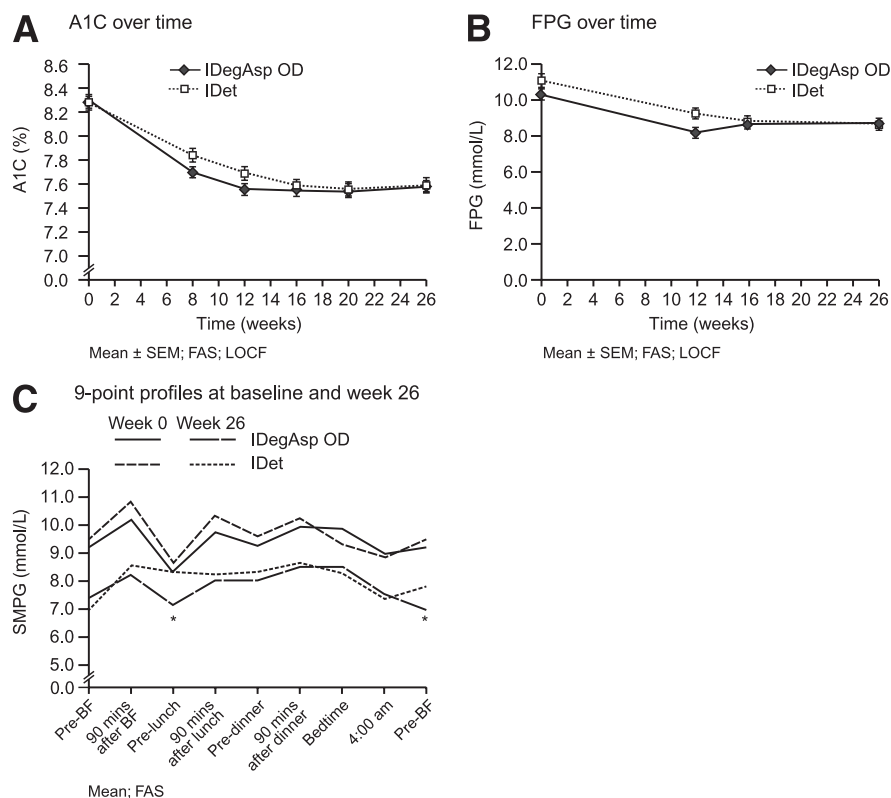 A A1C over time
8.6
8.4
8.2
8.0
7.8
7.6
7.4
7.2
7.0
0.0
A1C (%)
IDegAsp OD
IDet
0 2 4 6 8 10 12 14 16 18 20 22 24 26
Time (weeks)
Mean ± SEM; FAS; LOCF
B FPG over time
12.0
10.0
8.0
6.0
4.0
2.0
0.0
FPG (mmol/L)
IDegAsp OD
IDet
0 2 4 6 8 10 12 14 16 18 20 22 24 26
Time (weeks)
Mean ± SEM; FAS; LOCF
C 9-point profiles at baseline and week 26
Week 0 Week 26
IDegAsp OD
IDet
12.0
11.0
10.0
9.0
8.0
7.0
6.0
5.0
0.0
SMPG (mmol/L)
* *
Pre-BF
90 mins
after BF
Pre-lunch
90 mins
after lunch
Pre-dinner
90 mins
after dinner
Bedtime
4:00 am
Pre-BF
Mean; FAS